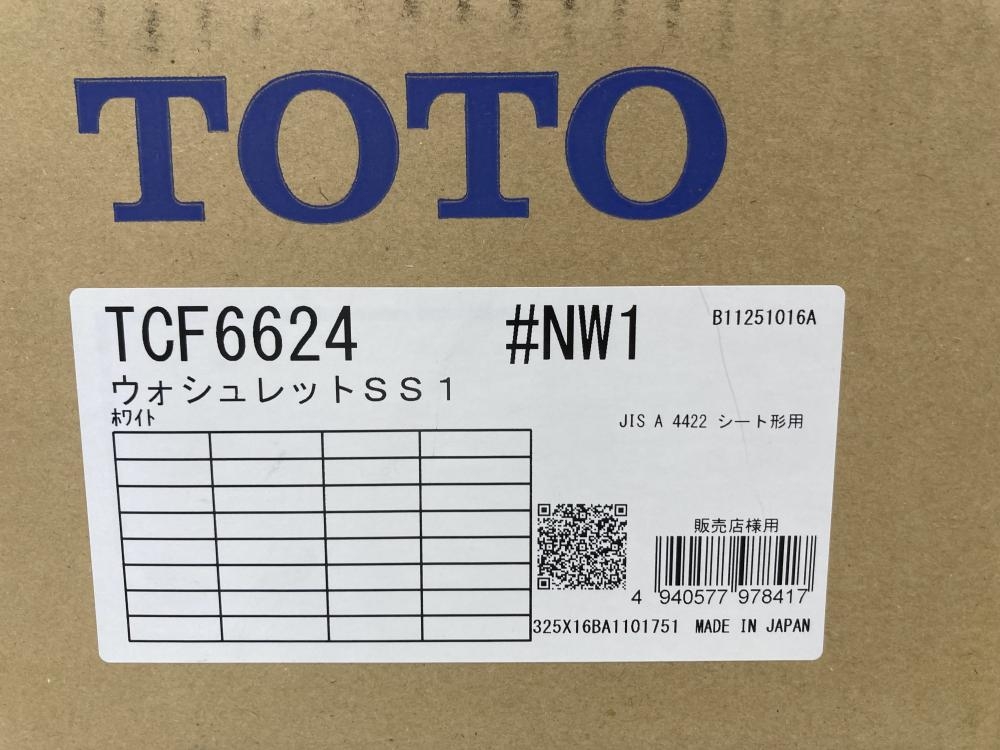 TOTO
TCF6624 #NW1 B11251016A
ウォシュレットSS1
ホワイト
JIS A 4422 シート形用
販売店様用
4 940577 978417
325X16BA1101751 MADE IN JAPAN